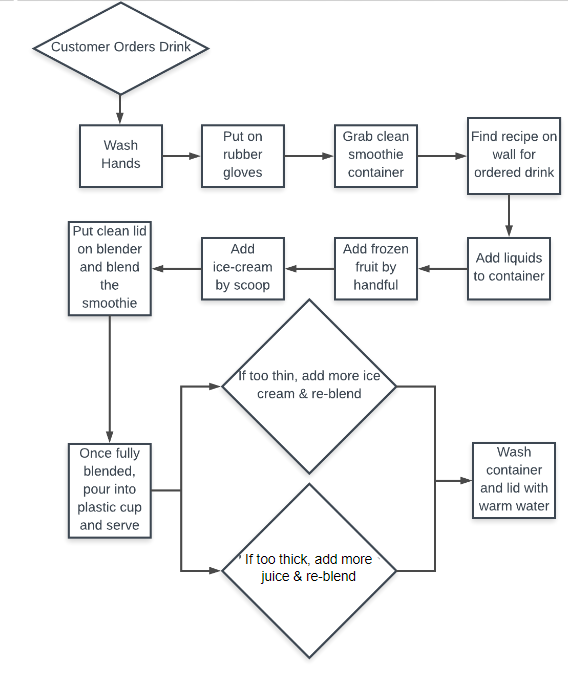 Customer Orders Drink
Wash
Hands
Put on
rubber
gloves
Grab clean
smoothie
container
Find recipe on
wall for
ordered drink
Add liquids
to container
Add frozen
fruit by
handful
Add
ice-cream
by scoop
Put clean lid
on blender
and blend
the
smoothie
Once fully
blended,
pour into
plastic cup
and serve
If too thin, add more ice
cream & re-blend
If too thick, add more
juice & re-blend
Wash
container
and lid with
warm water